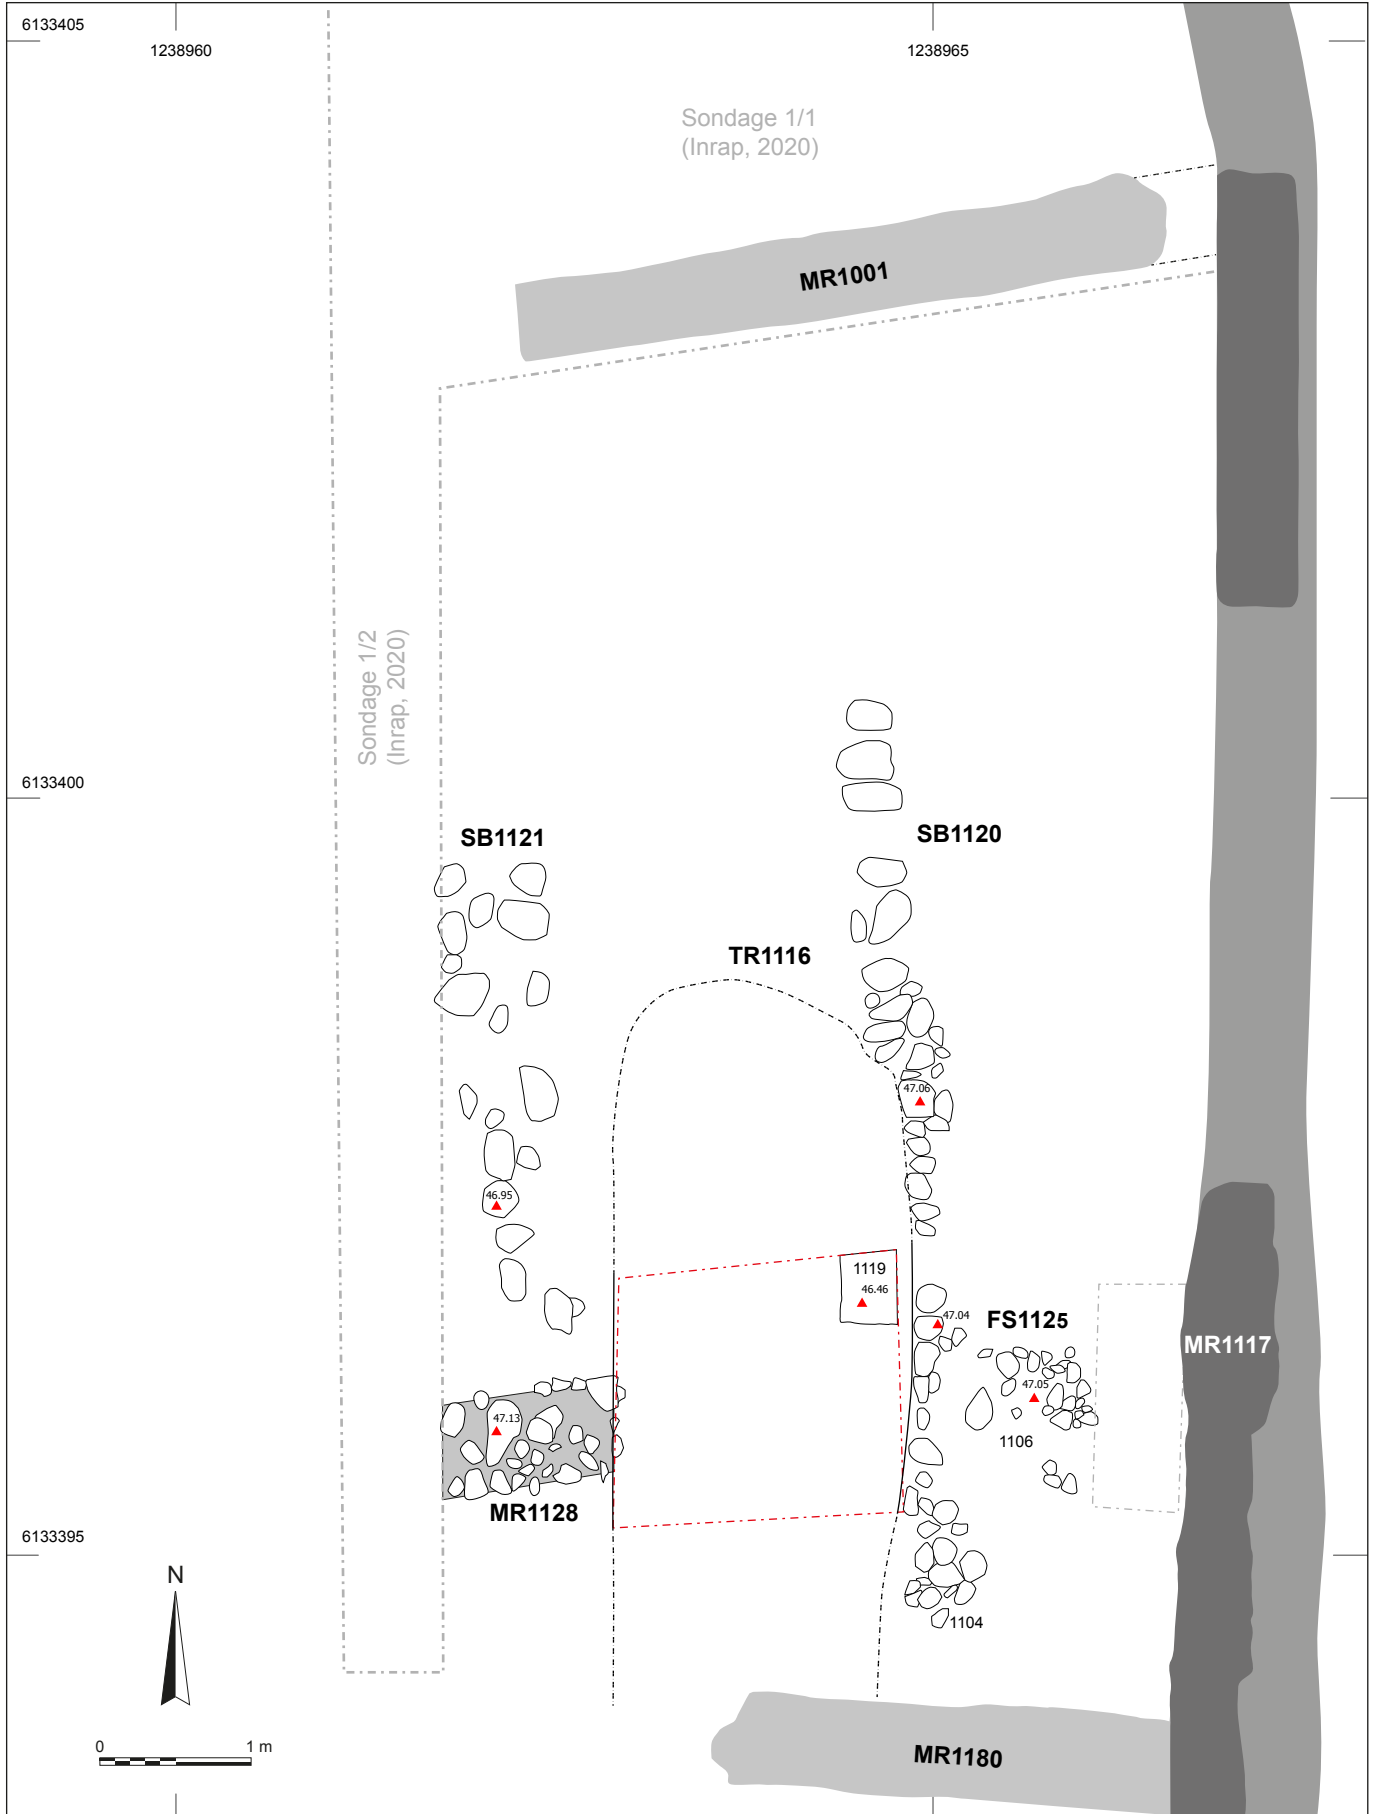 6133405
1238960
1238965
Sondage 1/1
(Inrap, 2020)
MR1001
Sondage 1/2
(Inrap, 2020)
6133400
SB1121
SB1120
TR1116
47.06
46.95
1119
46.46
47.04
FS1125
MR1117
47.05
47.13
1106
MR1128
6133395
N
1104
0
1 m
MR1180